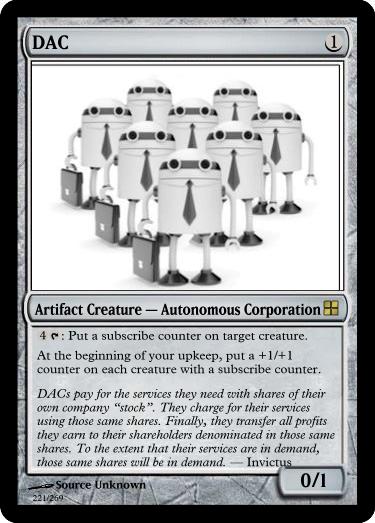 DAC 1
Artifact Creature — Autonomous Corporation
4 : Put a subscribe counter on target creature.
At the beginning of your upkeep, put a +1/+1
counter on each creature with a subscribe counter.
DACs pay for the services they need with shares of their
own company "stock". They charge for their services
using those same shares. Finally, they transfer all profits
they earn to their shareholders denominated in those same
shares. To the extent that their services are in demand,
those same shares will be in demand. — Invictus
Source Unknown
221/269
0/1